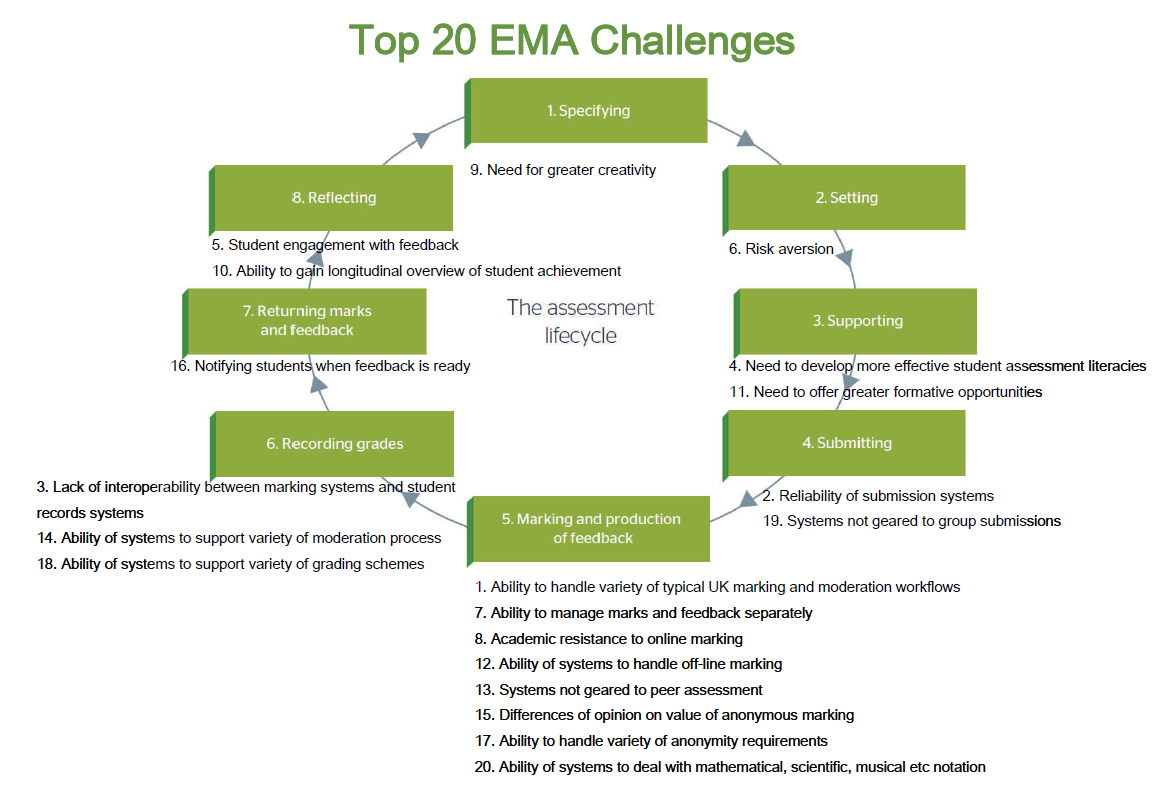 Top 20 EMA Challenges
1. Specifying
9. Need for greater creativity
2. Setting
6. Risk aversion
3. Supporting
4. Need to develop more effective student assessment literacies
11. Need to offer greater formative opportunities
4. Submitting
2. Reliability of submission systems
19. Systems not geared to group submissions
5. Marking and production
of feedback
1. Ability to handle variety of typical UK marking and moderation workflows
7. Ability to manage marks and feedback separately
8. Academic resistance to online marking
12. Ability of systems to handle off-line marking
13. Systems not geared to peer assessment
15. Differences of opinion on value of anonymous marking
17. Ability to handle variety of anonymity requirements
20. Ability of systems to deal with mathematical, scientific, musical etc notation
6. Recording grades
3. Lack of interoperability between marking systems and student
records systems
14. Ability of systems to support variety of moderation process
18. Ability of systems to support variety of grading schemes
7. Returning marks
and feedback
16. Notifying students when feedback is ready
8. Reflecting
5. Student engagement with feedback
10. Ability to gain longitudinal overview of student achievement
The assessment
lifecycle